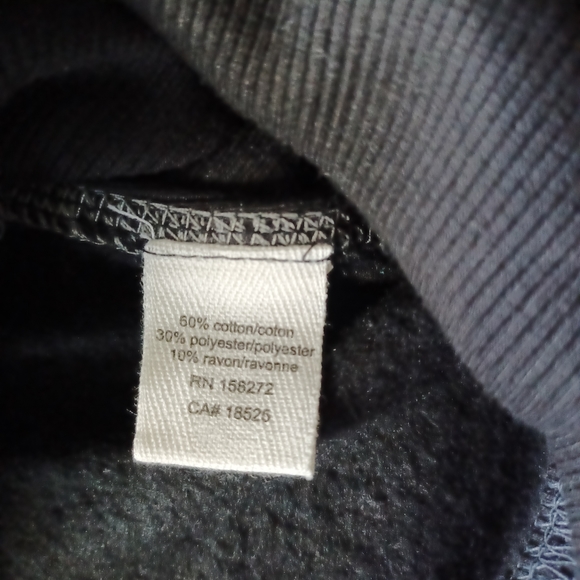 60% cotton/coton
30% polyester/polyester
10% rayon/rayonne
RN 156272
CA# 18525